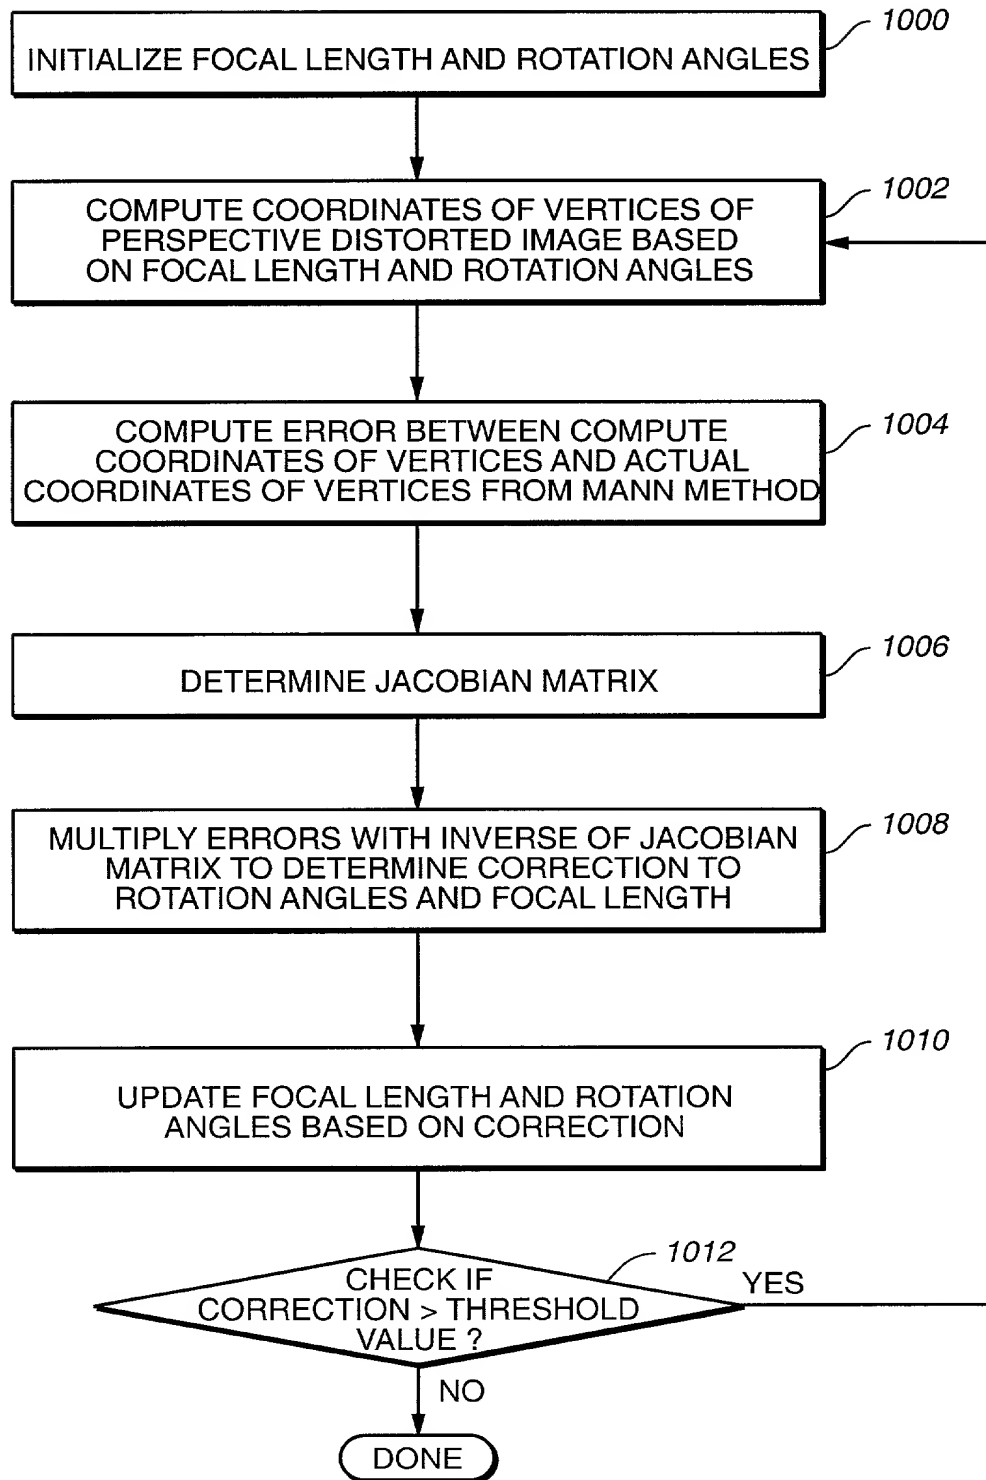 1000
INITIALIZE FOCAL LENGTH AND ROTATION ANGLES
1002
COMPUTE COORDINATES OF VERTICES OF
PERSPECTIVE DISTORTED IMAGE BASED
ON FOCAL LENGTH AND ROTATION ANGLES
1004
COMPUTE ERROR BETWEEN COMPUTE
COORDINATES OF VERTICES AND ACTUAL
COORDINATES OF VERTICES FROM MANN METHOD
1006
DETERMINE JACOBIAN MATRIX
1008
MULTIPLY ERRORS WITH INVERSE OF JACOBIAN
MATRIX TO DETERMINE CORRECTION TO
ROTATION ANGLES AND FOCAL LENGTH
1010
UPDATE FOCAL LENGTH AND ROTATION
ANGLES BASED ON CORRECTION
1012
CHECK IF
CORRECTION > THRESHOLD
VALUE ?
YES
NO
DONE